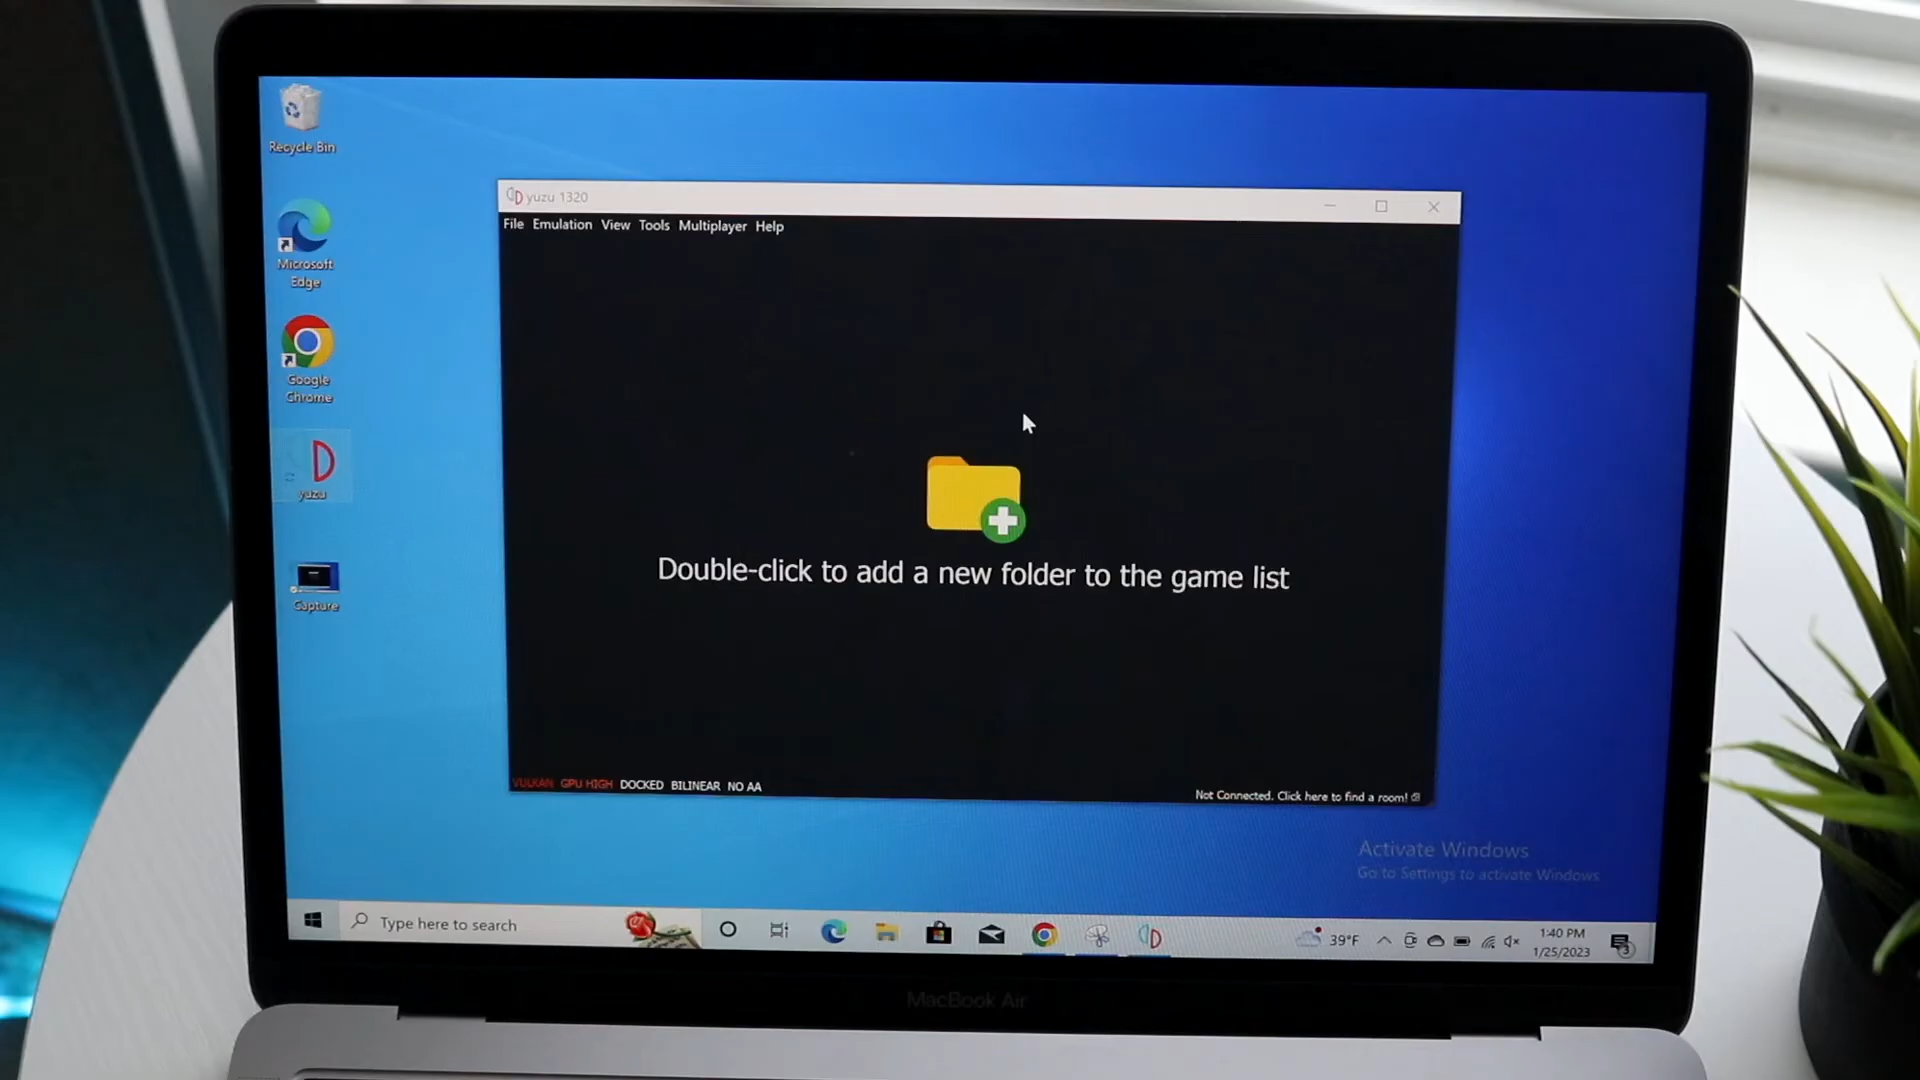 Recycle Bin
Microsoft
Edge
Google
Chrome
yuzu
Capture
yuzu 1320
File Emulation View Tools Multiplayer Help
Double-click to add a new folder to the game list
VULKAN GPU HIGH DOCKED BILINEAR NO AA
Not Connected. Click here to find a room!
Activate Windows
Go to Settings to activate Windows
Type here to search
39°F
1:40 PM
1/25/2023
3
MacBook Air